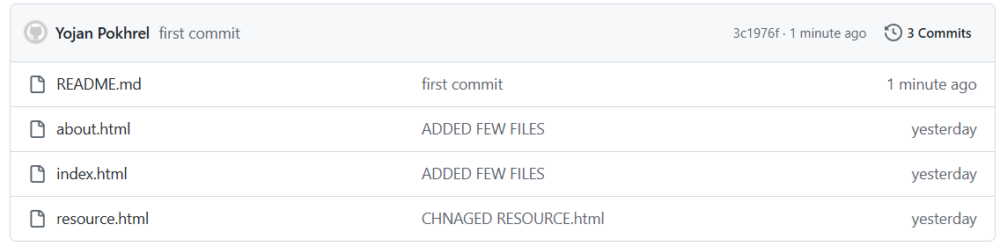 Yojan Pokhrel first commit 3c1976f · 1 minute ago 3 Commits
README.md first commit 1 minute ago
about.html ADDED FEW FILES yesterday
index.html ADDED FEW FILES yesterday
resource.html CHNAGED RESOURCE.html yesterday